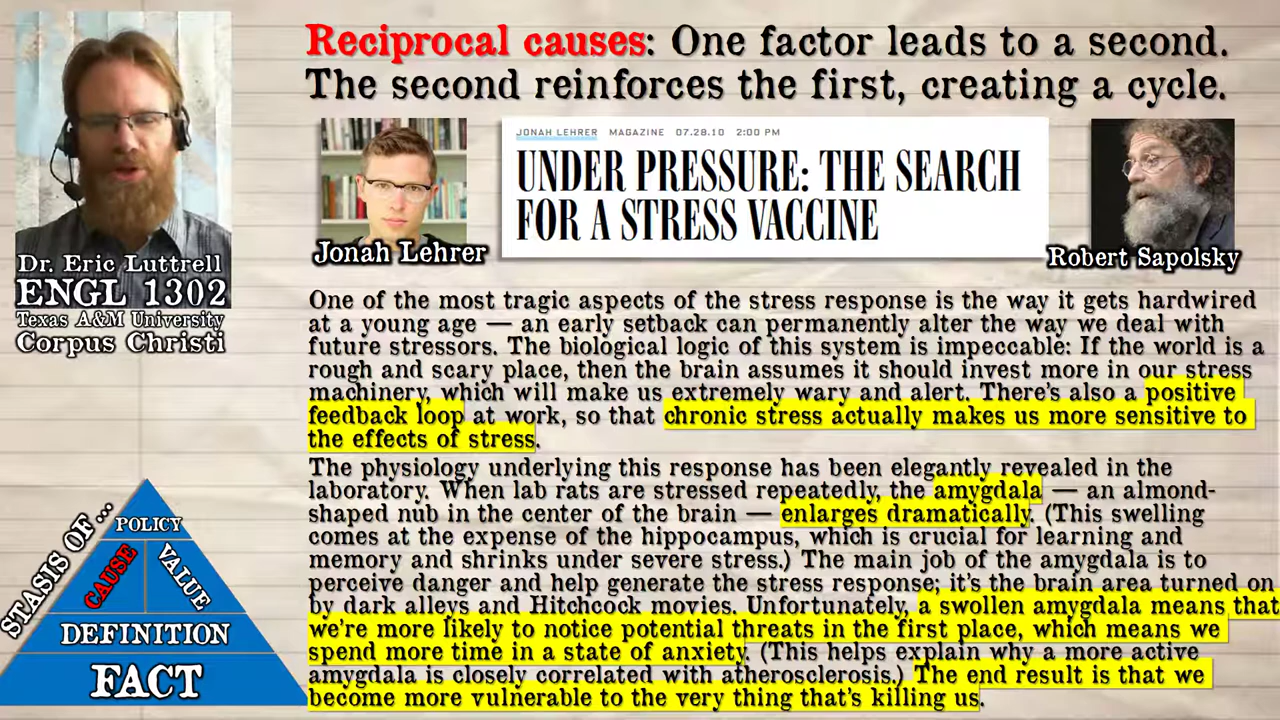 Reciprocal causes: One factor leads to a second.
The second reinforces the first, creating a cycle.
JONAH LEHRER MAGAZINE 07.28.10 2:00 PM
UNDER PRESSURE: THE SEARCH
FOR A STRESS VACCINE
Jonah Lehrer
Robert Sapolsky
Dr. Eric Luttrell
ENGL 1302
Texas A&M University
Corpus Christi
One of the most tragic aspects of the stress response is the way it gets hardwired
at a young age — an early setback can permanently alter the way we deal with
future stressors. The biological logic of this system is impeccable: If the world is a
rough and scary place, then the brain assumes it should invest more in our stress
machinery, which will make us extremely wary and alert. There's also a positive
feedback loop at work, so that chronic stress actually makes us more sensitive to
the effects of stress.
The physiology underlying this response has been elegantly revealed in the
laboratory. When lab rats are stressed repeatedly, the amygdala — an almond-
shaped nub in the center of the brain — enlarges dramatically. (This swelling
comes at the expense of the hippocampus, which is crucial for learning and
memory and shrinks under severe stress.) The main job of the amygdala is to
perceive danger and help generate the stress response; it's the brain area turned on
by dark alleys and Hitchcock movies. Unfortunately, a swollen amygdala means that
we're more likely to notice potential threats in the first place, which means we
spend more time in a state of anxiety. (This helps explain why a more active
amygdala is closely correlated with atherosclerosis.) The end result is that we
become more vulnerable to the very thing that's killing us.
STASIS OF ...
POLICY
CAUSE
VALUE
DEFINITION
FACT